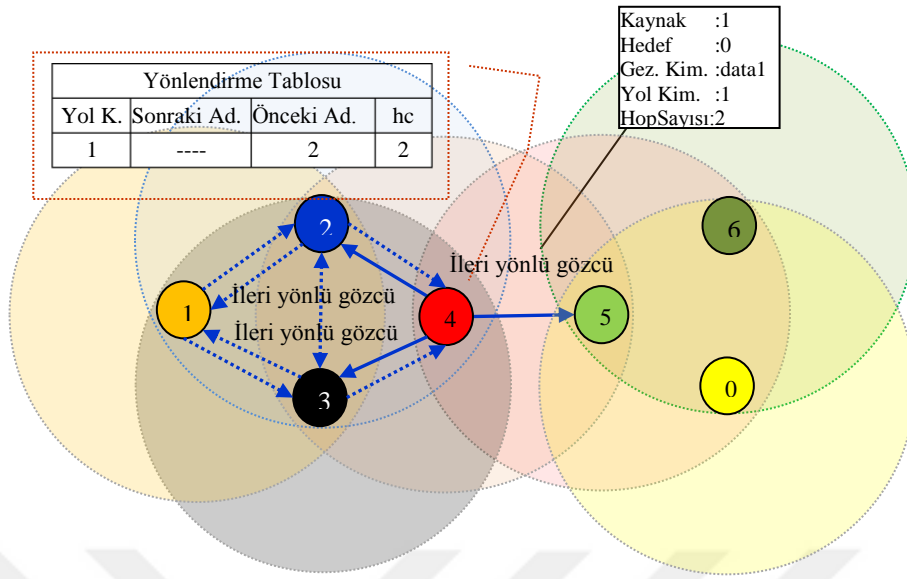 Yönlendirme Tablosu
Yol K. Sonraki Ad. Önceki Ad. hc
1 ---- 2 2
Kaynak :1
Hedef :0
Gez. Kim. :data1
Yol Kim. :1
HopSayısı:2
2
6
İleri yönlü gözcü
1
İleri yönlü gözcü
4
5
İleri yönlü gözcü
3
0